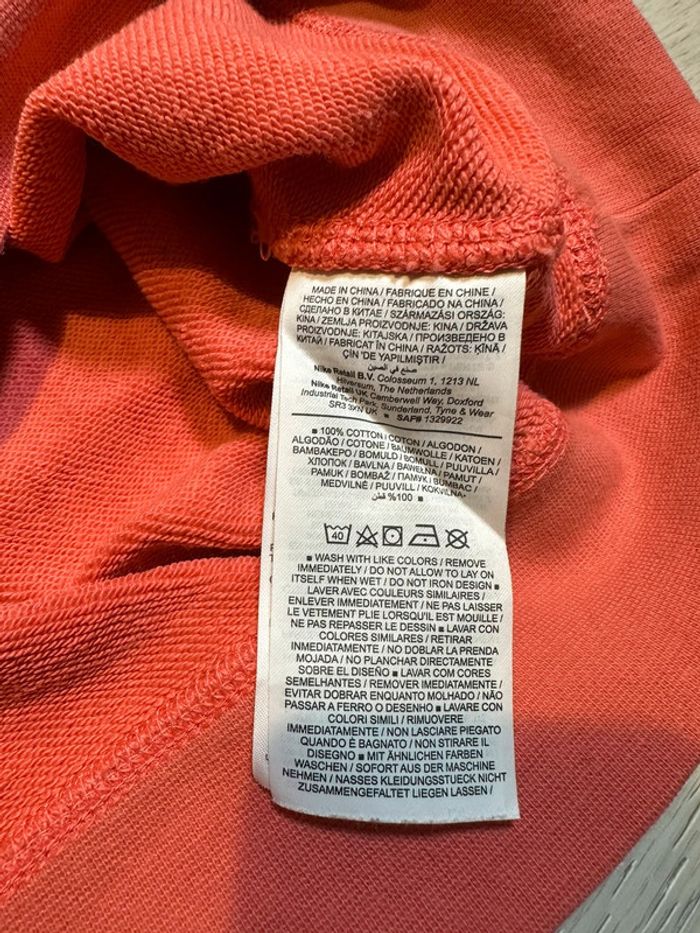 MADE IN CHINA / FABRIQUE EN CHINE /
HECHO EN CHINA / FABRICADO NA CHINA /
СДЕЛАНО В КИТАЕ / SZÁRMAZÁSI ORSZÁG:
KÍNA / ZEMLJA PROIZVODNJE: KINA / DRŽAVA
PROIZVODNJE: KITAJSKA / ПРОИЗВЕДЕНО В
КИТАЙ / FABRICAT ÎN CHINA / RAŽOTS: ĶĪNĀ /
ÇİN 'DE YAPILMIŞTIR /
صنع في الصين
Nike Retail B.V. Colosseum 1, 1213 NL
Hilversum, The Netherlands
Nike Retail UK, Camberwell Way, Doxford
Industrial Tech Park, Sunderland, Tyne & Wear
SR3 3XN UK ■ SAP# 1329922
■ 100% COTTON / COTON / ALGODON /
ALGODÃO / COTONE / BAUMWOLLE / KATOEN /
ΒΑΜΒΑΚΕΡΟ / BOMULD / BOMULL / PUUVILLA /
ХЛОПОК / BAVLNA / BAWEŁNA / PAMUT /
PAMUK / BOMBAŽ / ПАМУК / BUMBAC /
MEDVILNĖ / PUUVILL / KOKVILNA
100% قطن ■
40
■ WASH WITH LIKE COLORS / REMOVE
IMMEDIATELY / DO NOT ALLOW TO LAY ON
ITSELF WHEN WET / DO NOT IRON DESIGN ■
LAVER AVEC COULEURS SIMILAIRES /
ENLEVER IMMÉDIATEMENT / NE PAS LAISSER
LE VETEMENT PLIE LORSQU'IL EST MOUILLE /
NE PAS REPASSER LE DESSIN ■ LAVAR CON
COLORES SIMILARES / RETIRAR
INMEDIATAMENTE / NO DOBLAR LA PRENDA
MOJADA / NO PLANCHAR DIRECTAMENTE
SOBRE EL DISEÑO ■ LAVAR COM CORES
SEMELHANTES / REMOVER IMEDIATAMENTE /
EVITAR DOBRAR ENQUANTO MOLHADO / NÃO
PASSAR A FERRO O DESENHO ■ LAVARE CON
COLORI SIMILI / RIMUOVERE
IMMEDIATAMENTE / NON LASCIARE PIEGATO
QUANDO È BAGNATO / NON STIRARE IL
DISEGNO ■ MIT ÄHNLICHEN FARBEN
WASCHEN / SOFORT AUS DER MASCHINE
NEHMEN / NASSES KLEIDUNGSSTUECK NICHT
ZUSAMMENGEFALTET LIEGEN LASSEN /